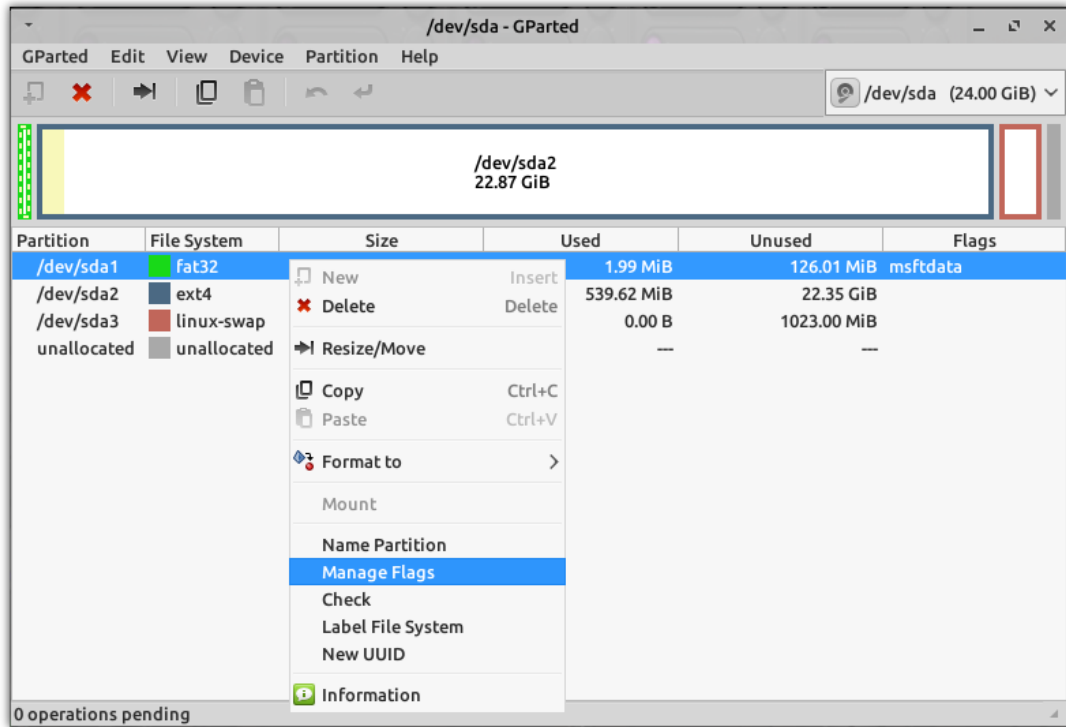 /dev/sda - GParted
GParted Edit View Device Partition Help
/dev/sda (24.00 GiB)
/dev/sda2
22.87 GiB
Partition File System Size Used Unused Flags
/dev/sda1 fat32 1.99 MiB 126.01 MiB msftdata
/dev/sda2 ext4 539.62 MiB 22.35 GiB
/dev/sda3 linux-swap 0.00 B 1023.00 MiB
unallocated unallocated --- ---
New Insert
Delete Delete
Resize/Move
Copy Ctrl+C
Paste Ctrl+V
Format to
Mount
Name Partition
Manage Flags
Check
Label File System
New UUID
Information
0 operations pending